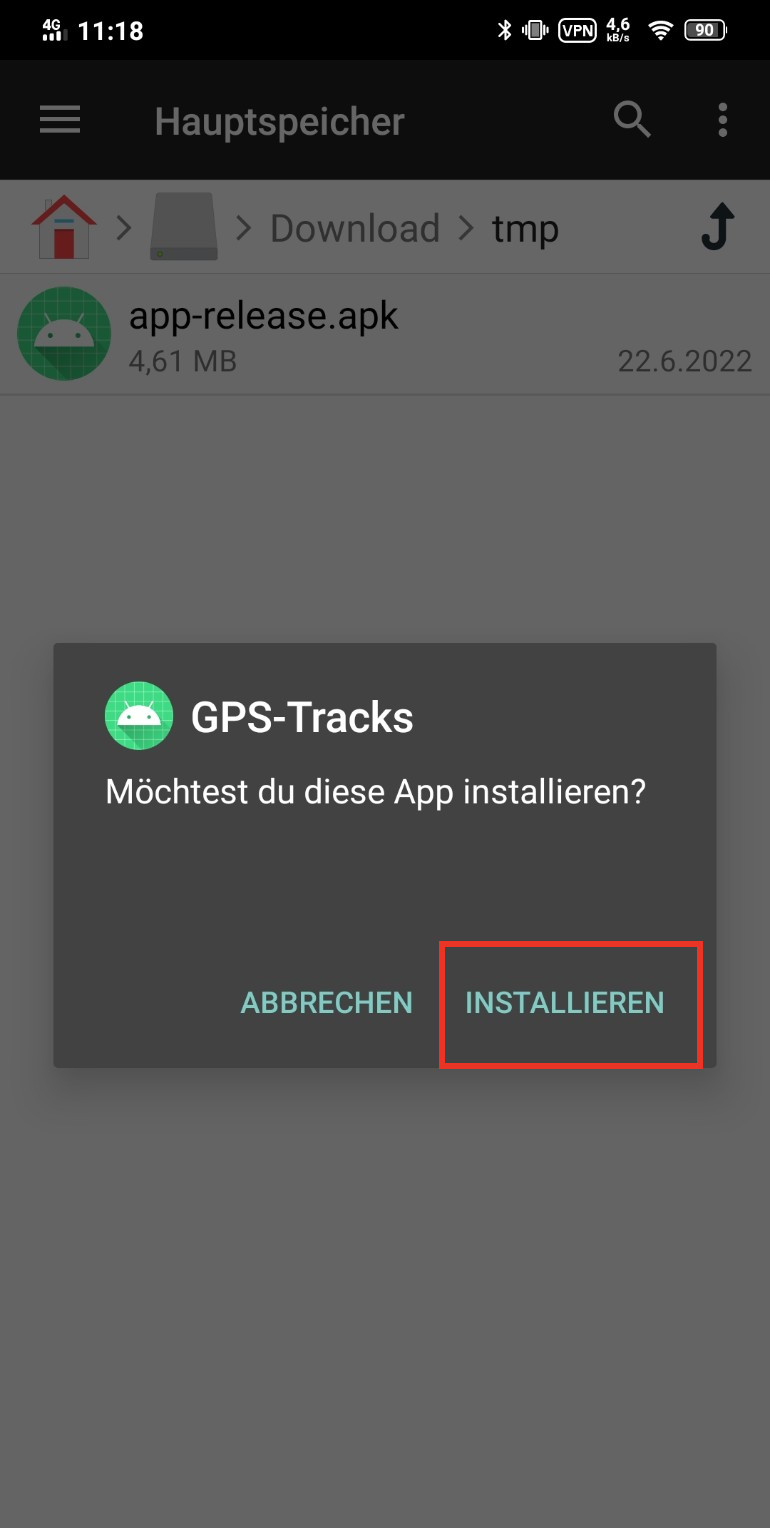 4G 11:18 VPN 4,6 kB/s 90
Hauptspeicher
Download tmp
app-release.apk
4,61 MB 22.6.2022
GPS-Tracks
Möchtest du diese App installieren?
ABBRECHEN INSTALLIEREN